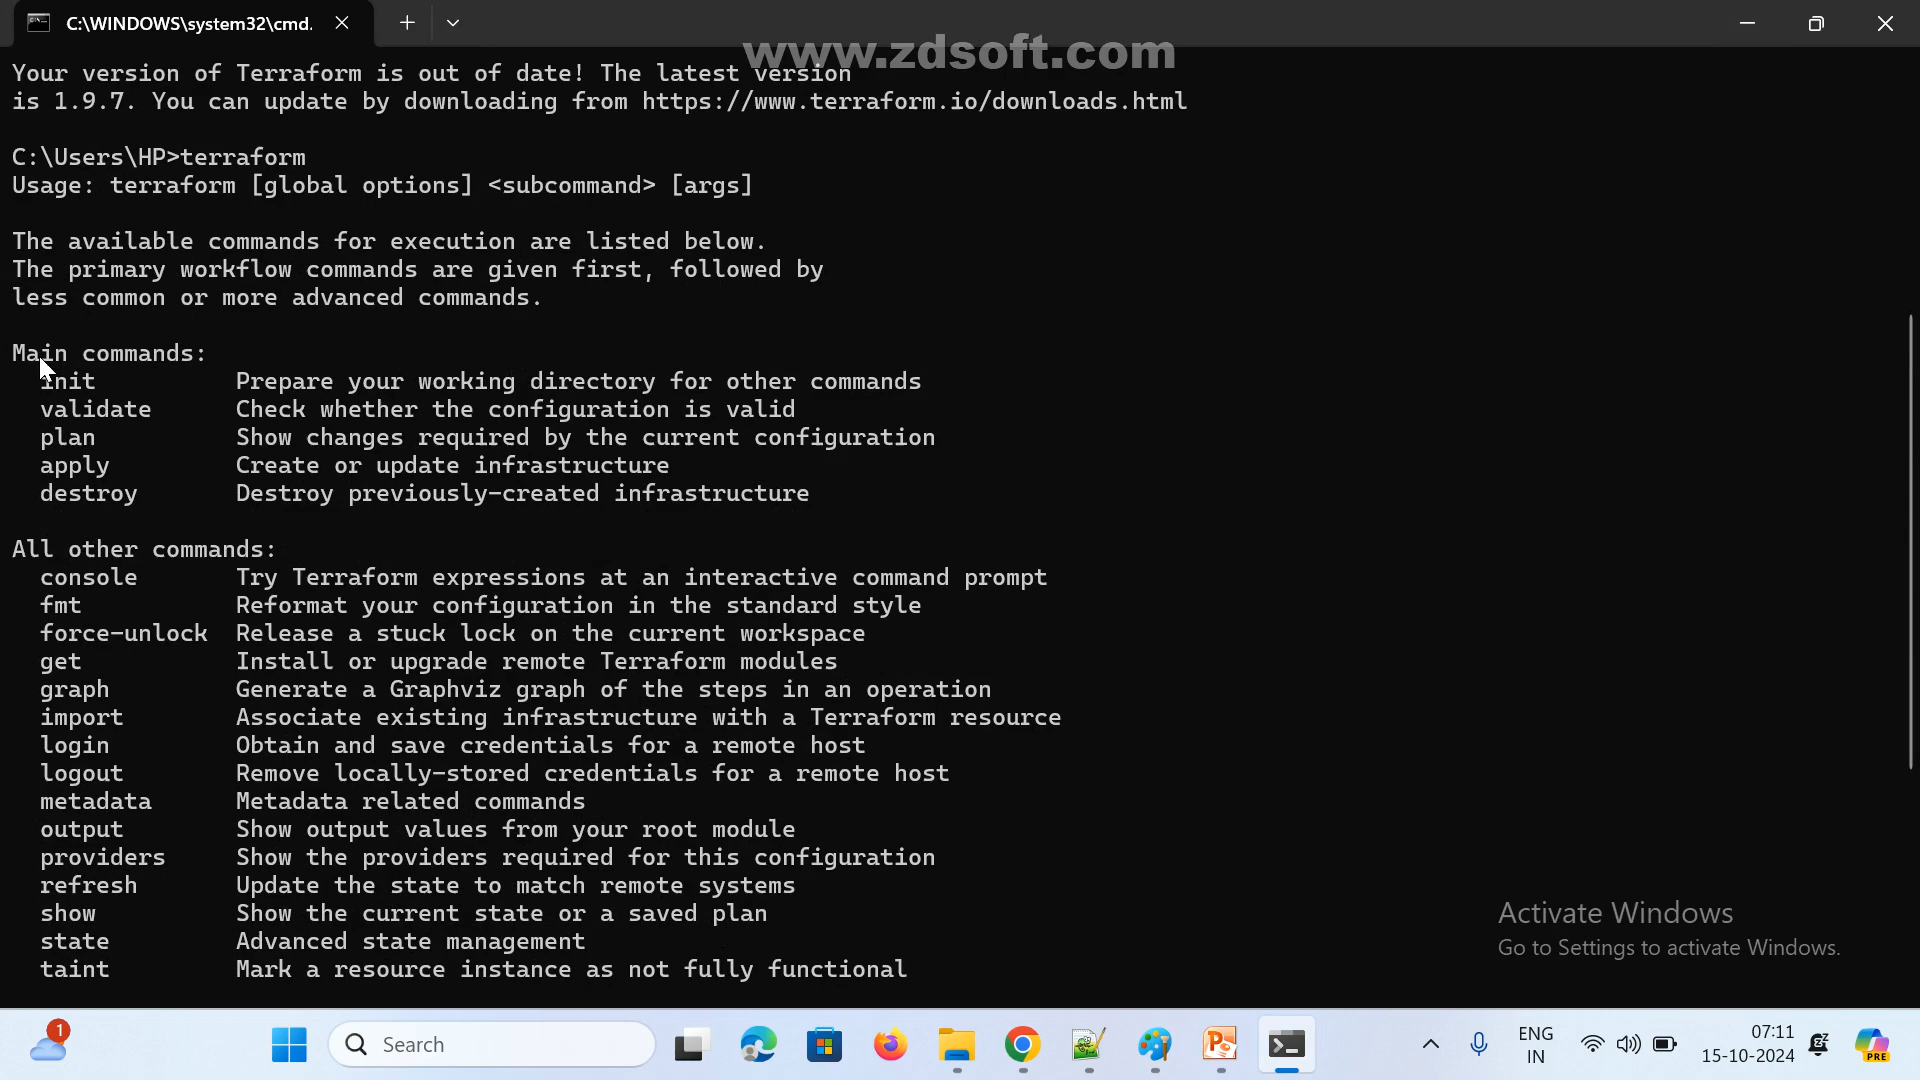 C:\WINDOWS\system32\cmd.
www.zdsoft.com
Your version of Terraform is out of date! The latest version
is 1.9.7. You can update by downloading from https://www.terraform.io/downloads.html
C:\Users\HP>terraform
Usage: terraform [global options] <subcommand> [args]
The available commands for execution are listed below.
The primary workflow commands are given first, followed by
less common or more advanced commands.
Main commands:
init Prepare your working directory for other commands
validate Check whether the configuration is valid
plan Show changes required by the current configuration
apply Create or update infrastructure
destroy Destroy previously-created infrastructure
All other commands:
console Try Terraform expressions at an interactive command prompt
fmt Reformat your configuration in the standard style
force-unlock Release a stuck lock on the current workspace
get Install or upgrade remote Terraform modules
graph Generate a Graphviz graph of the steps in an operation
import Associate existing infrastructure with a Terraform resource
login Obtain and save credentials for a remote host
logout Remove locally-stored credentials for a remote host
metadata Metadata related commands
output Show output values from your root module
providers Show the providers required for this configuration
refresh Update the state to match remote systems
show Show the current state or a saved plan
state Advanced state management
taint Mark a resource instance as not fully functional
Activate Windows
Go to Settings to activate Windows.
1
Search
ENG
IN
07:11
15-10-2024
PRE